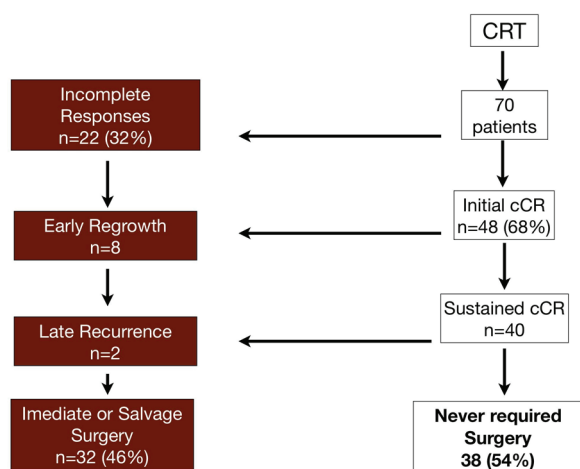 CRT
70
patients
Incomplete
Responses
n=22 (32%)
Initial cCR
n=48 (68%)
Early Regrowth
n=8
Sustained cCR
n=40
Late Recurrence
n=2
Imediate or Salvage
Surgery
n=32 (46%)
Never required
Surgery
38 (54%)